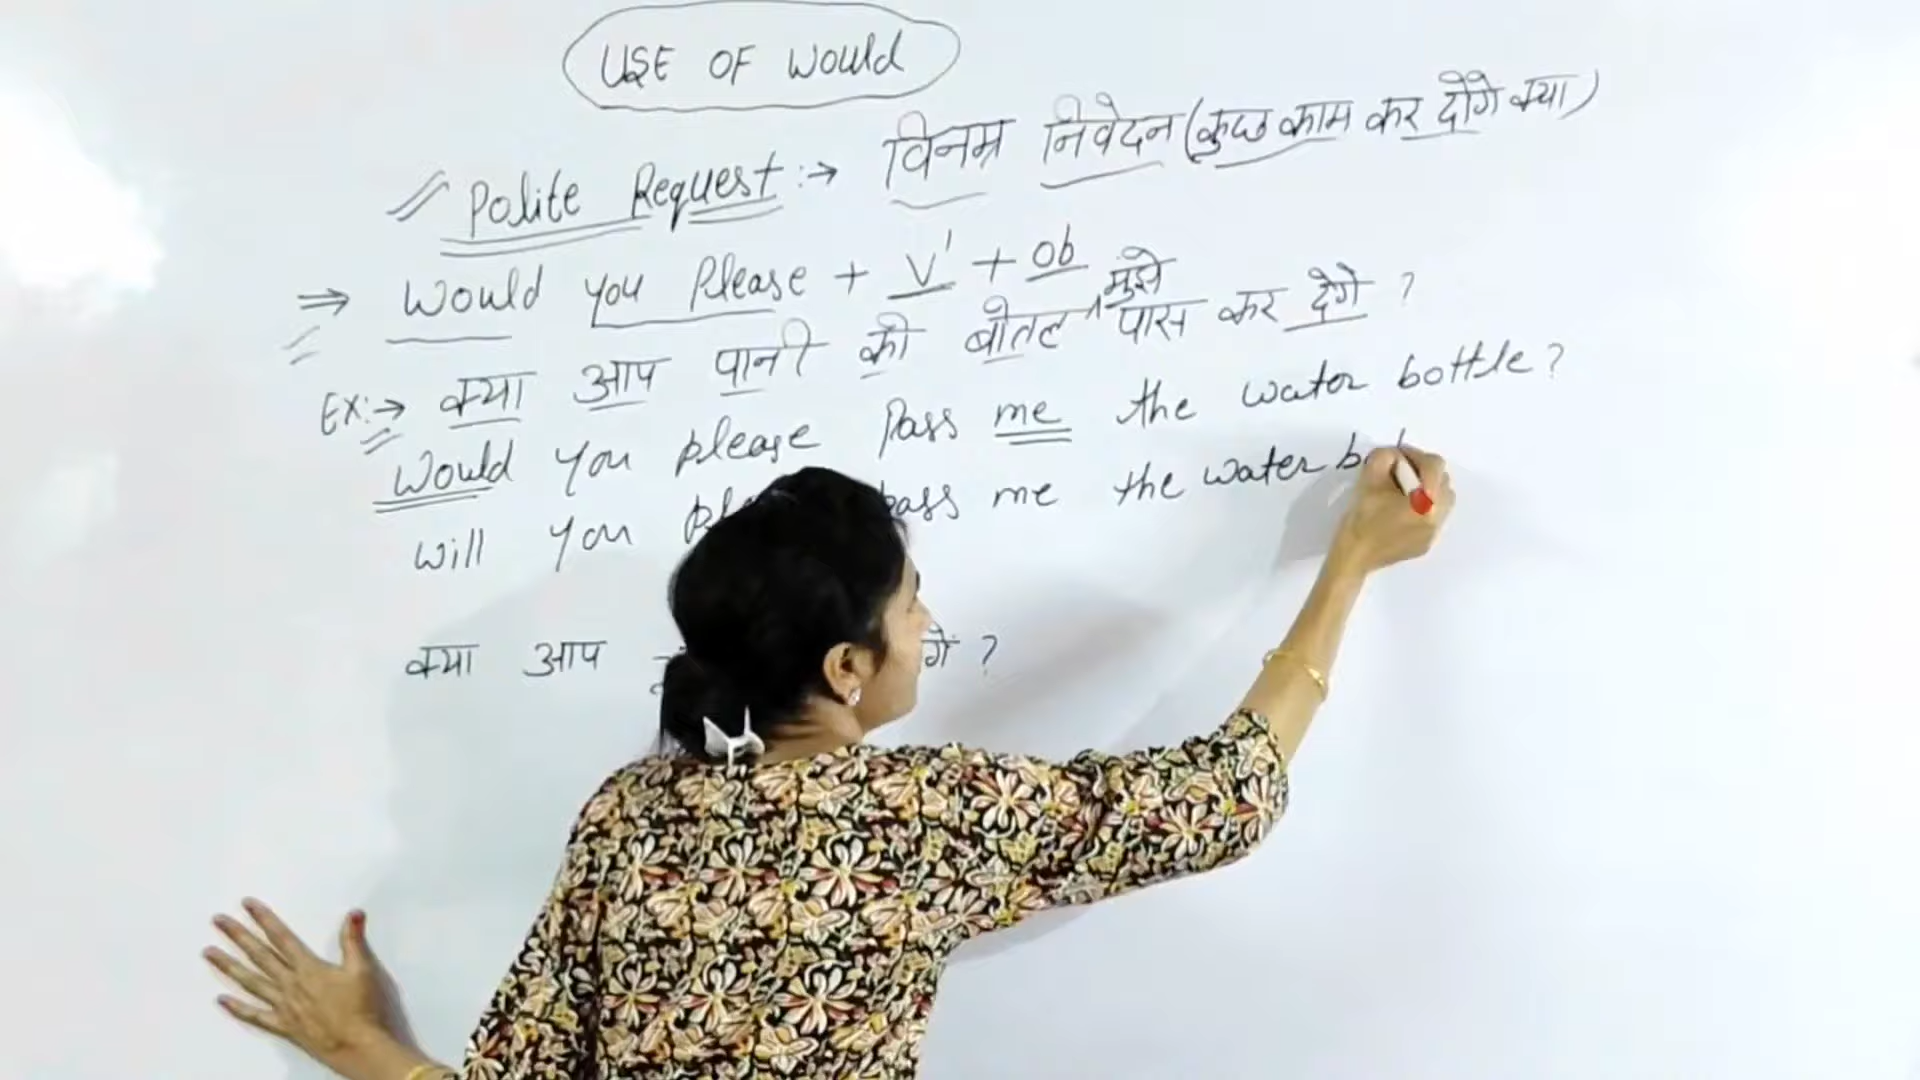 USE OF Would
Polite Request :→ विनम्र निवेदन (कुछ काम कर दोगे क्या)
⇒ Would you Please + V' + ob
मुझे
Ex:→ क्या आप पानी की बोतल ^ पास कर देगे ?
Would you please Pass me the water bottle?
will you pass me the water
क्या आप ?